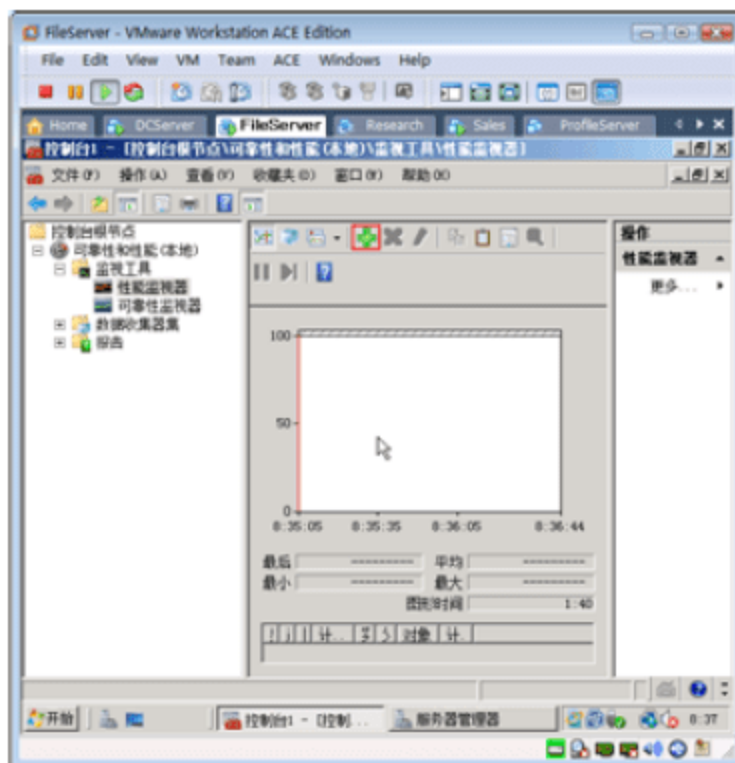 FileServer - VMware Workstation ACE Edition
File Edit View VM Team ACE Windows Help
Home DCServer FileServer Research Sales ProfileServer
控制台1 - [控制台根节点\可靠性和性能(本地)\监视工具\性能监视器]
文件(F) 操作(A) 查看(V) 收藏夹(O) 窗口(W) 帮助(H)
控制台根节点
可靠性和性能(本地)
监视工具
性能监视器
可靠性监视器
数据收集器集
报告
操作
性能监视器
更多...
100
50
0
8:35:05 8:35:35 8:36:05 8:36:44
最后 --------- 平均 ---------
最小 --------- 最大 ---------
图形时间 1:40
计.. 对象 计.
开始 控制台1 - [控制... 服务器管理器 8:37